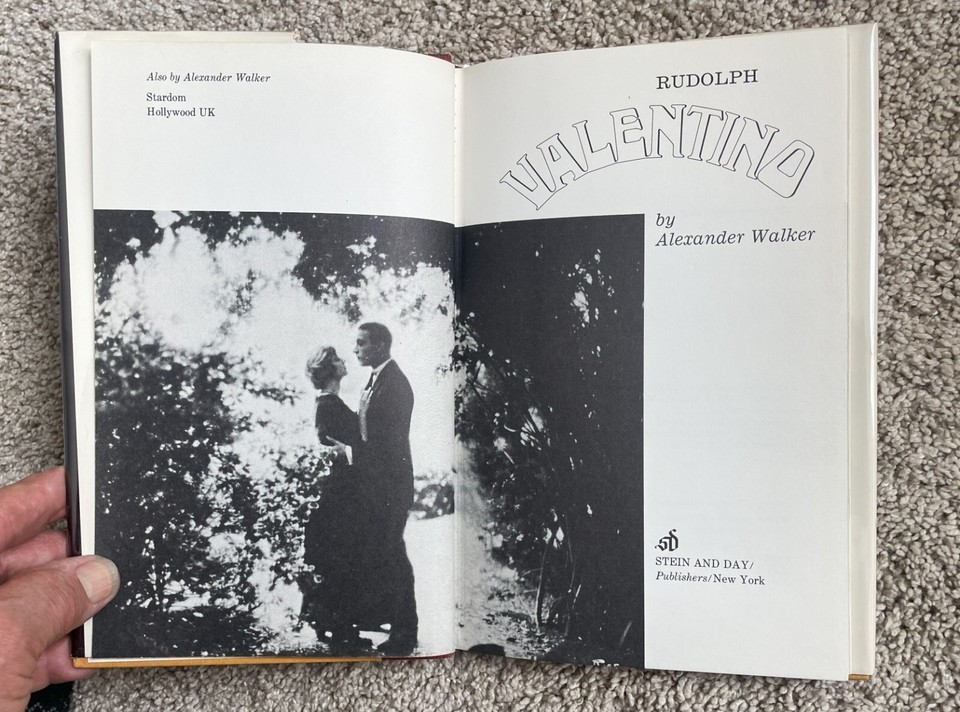 Also by Alexander Walker
Stardom
Hollywood UK
RUDOLPH
VALENTINO
by
Alexander Walker
sd
STEIN AND DAY/
Publishers/New York